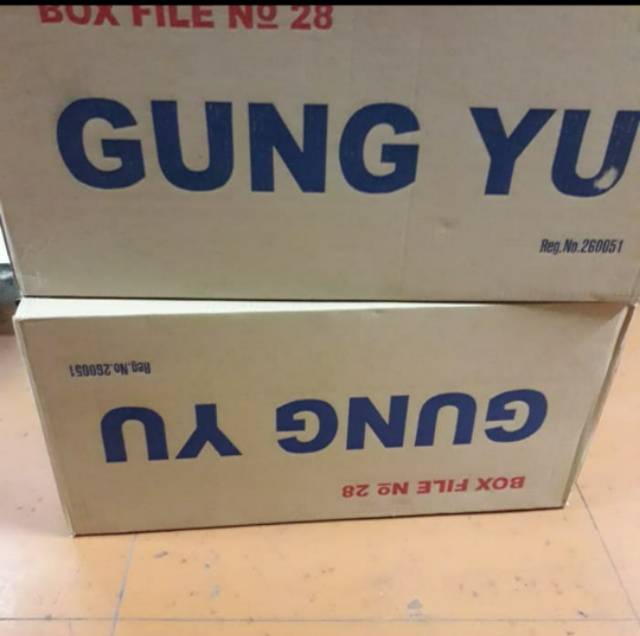 BOX FILE Nº 28
GUNG YU
Reg.No.260051
BOX FILE Nº 28
GUNG YU
Reg.No.260051